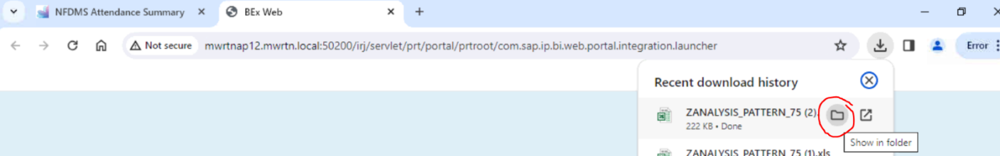 NFDMS Attendance Summary
BEx Web
Not secure
mwrtnap12.mwrtn.local:50200/irj/servlet/prt/portal/prtroot/com.sap.ip.bi.web.portal.integration.launcher
Error
Recent download history
ZANALYSIS_PATTERN_75 (2).
222 KB • Done
Show in folder
ZANALYSIS_PATTERN_75 (1).xls